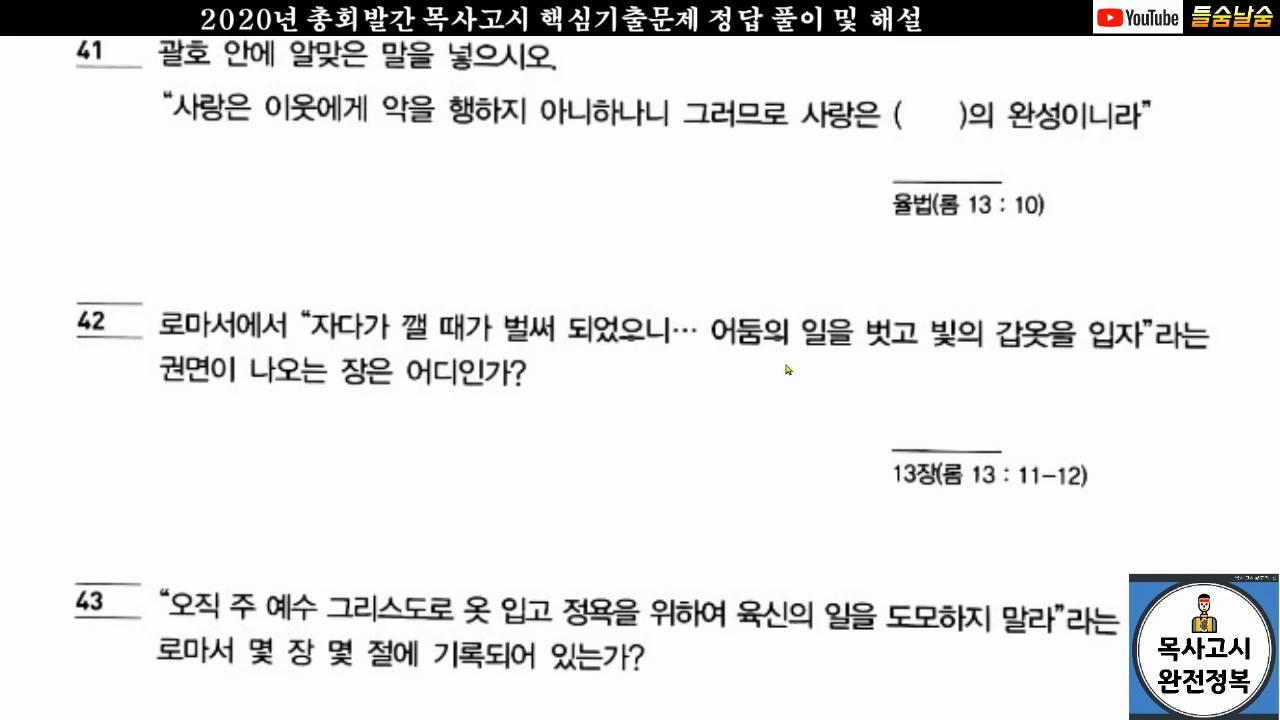 2020년 총회발간 목사고시 핵심기출문제 정답 풀이 및 해설
YouTube 들숨날숨
41 괄호 안에 알맞은 말을 넣으시오.
“사랑은 이웃에게 악을 행하지 아니하나니 그러므로 사랑은 ( )의 완성이니라”
율법(롬 13 : 10)
42 로마서에서 “자다가 깰 때가 벌써 되었으니… 어둠의 일을 벗고 빛의 갑옷을 입자”라는
권면이 나오는 장은 어디인가?
13장(롬 13 : 11-12)
43 “오직 주 예수 그리스도로 옷 입고 정욕을 위하여 육신의 일을 도모하지 말라”라는
로마서 몇 장 몇 절에 기록되어 있는가?
목사고시
완전정복